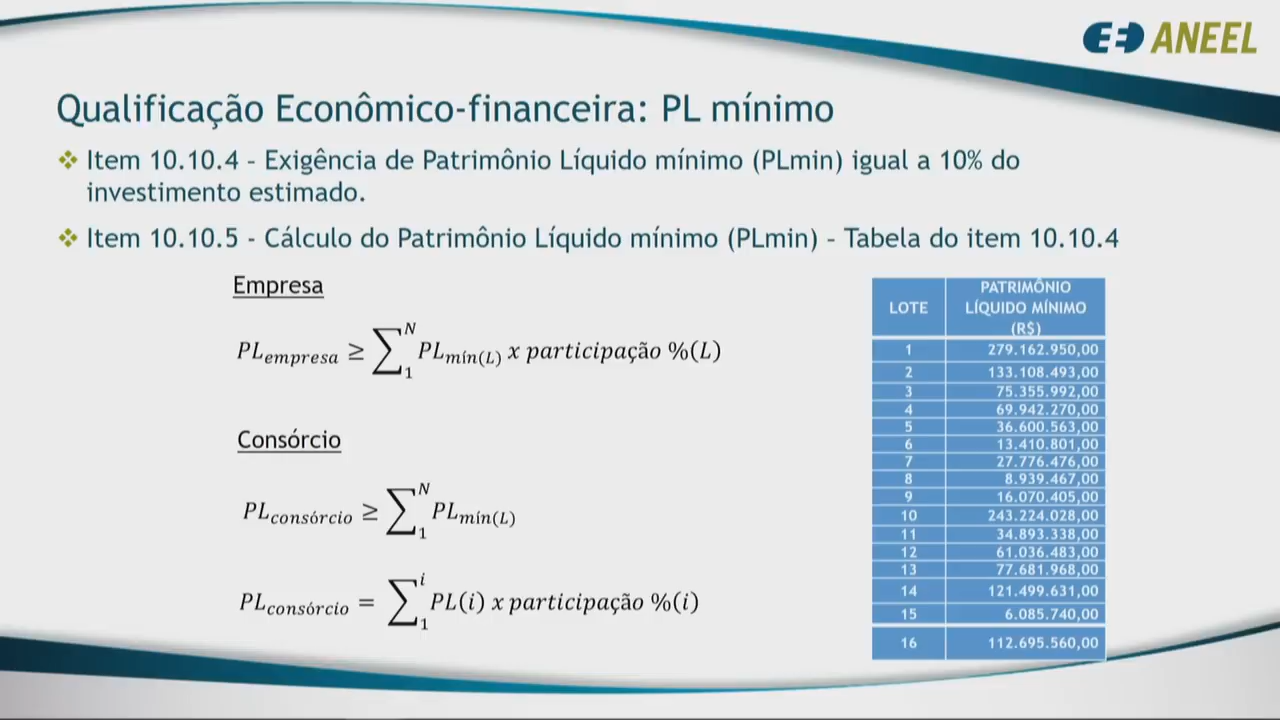 ANEEL
Qualificação Econômico-financeira: PL mínimo
Item 10.10.4 – Exigência de Patrimônio Líquido mínimo (PLmin) igual a 10% do
investimento estimado.
Item 10.10.5 - Cálculo do Patrimônio Líquido mínimo (PLmin) – Tabela do item 10.10.4
Empresa
PL_empresa ≥ ∑_1^N PL_mín(L) x participação %(L)
Consórcio
PL_consórcio ≥ ∑_1^N PL_mín(L)
PL_consórcio = ∑_1^i PL(i) x participação %(i)
LOTE PATRIMÔNIO
LÍQUIDO MÍNIMO
(R$)
1 279.162.950,00
2 133.108.493,00
3 75.355.992,00
4 69.942.270,00
5 36.600.563,00
6 13.410.801,00
7 27.776.476,00
8 8.939.467,00
9 16.070.405,00
10 243.224.028,00
11 34.893.338,00
12 61.036.483,00
13 77.681.968,00
14 121.499.631,00
15 6.085.740,00
16 112.695.560,00